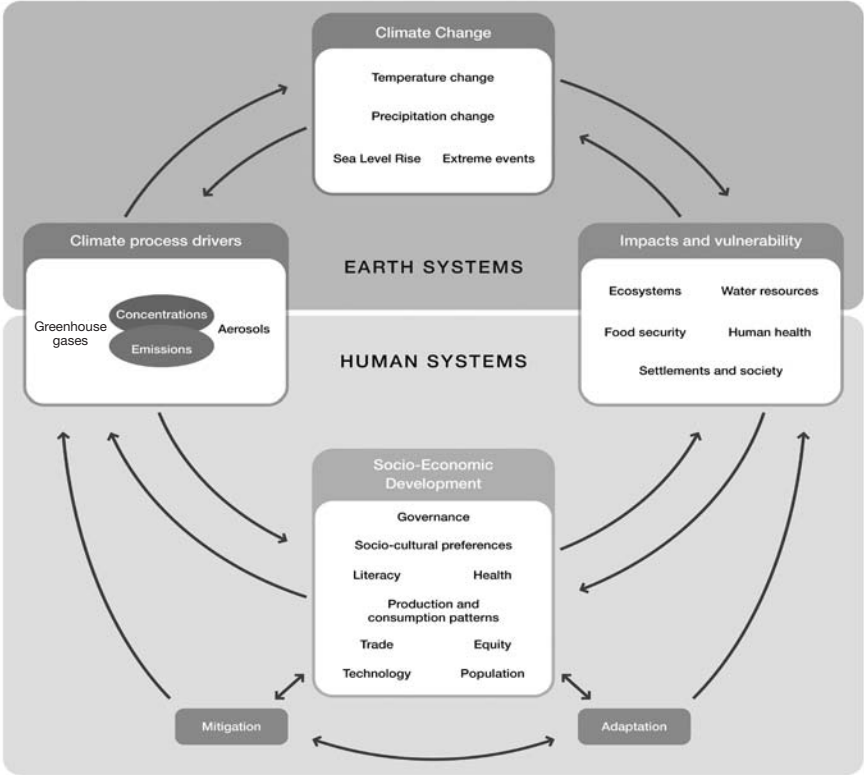 Climate Change
Temperature change
Precipitation change
Sea Level Rise Extreme events
Climate process drivers
Greenhouse
gases
Concentrations
Emissions
Aerosols
EARTH SYSTEMS
HUMAN SYSTEMS
Impacts and vulnerability
Ecosystems Water resources
Food security Human health
Settlements and society
Socio-Economic
Development
Governance
Socio-cultural preferences
Literacy Health
Production and
consumption patterns
Trade Equity
Technology Population
Mitigation
Adaptation